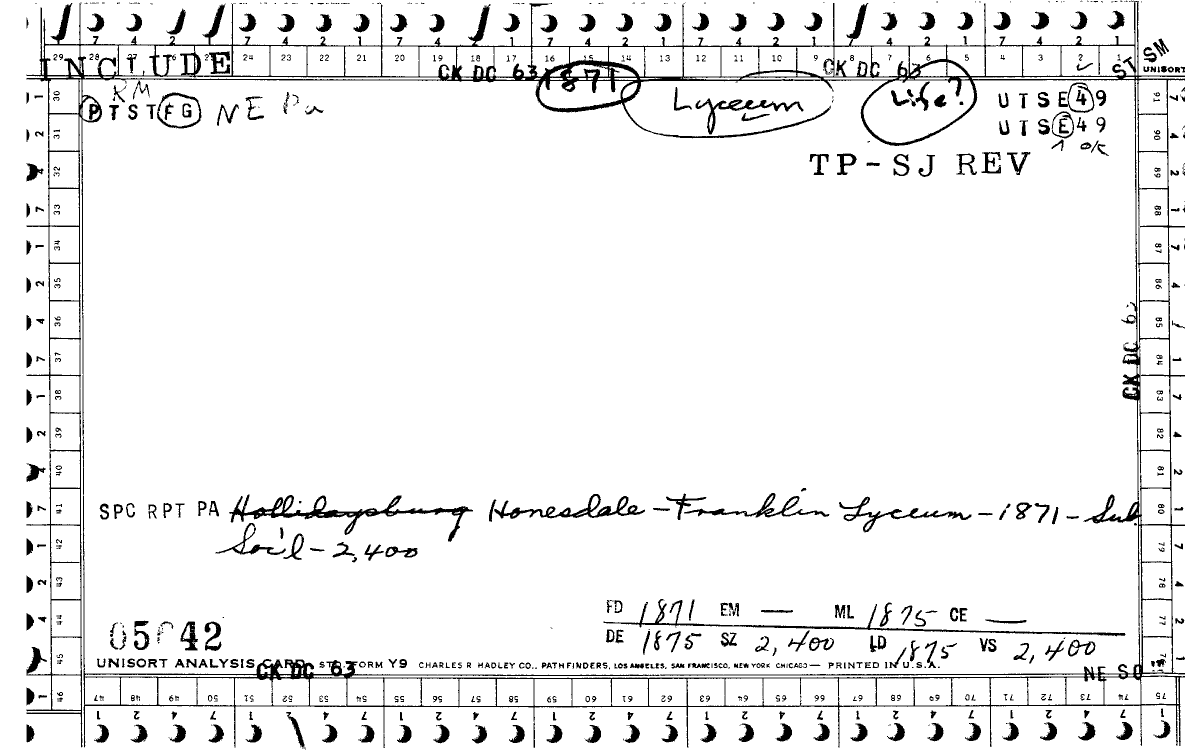 7 4 2 1 7 4 2 1 7 4 2 1 7 4 2 1 7 4 2 1 7 4 2 1 7 4 2 1
29 28 24 23 22 21 20 19 18 17 16 15 14 13 12 11 10 9 8 7 6 5 4 3 2 1
INCLUDE CK DC 63 1871 CK DC 63 ST SM
UNISORT
RM Lyceum Life? UTSE49
PTSTFG NE Pa
UTSE49
ok
TP-SJ REV
30 31 32 33 34 35 36 37 38 39 40 41 42 43 44 45 46
91 90 89 88 87 86 85 84 83 82 81 80 79 78 77
CK DC 63
SPC RPT PA Hollidaysburg Honesdale - Franklin Lyceum - 1871 - Sub
Soc'l - 2,400
FD 1871 EM — ML 1875 CE —
DE 1875 SZ 2,400 LD 1875 VS 2,400
05 42
UNISORT ANALYSIS CARD FORM Y9 CHARLES R HADLEY CO., PATHFINDERS, LOS ANGELES, SAN FRANCISCO, NEW YORK CHICAGO — PRINTED IN U.S.A.
CK DC 63 NE SO
47 48 49 50 51 52 53 54 55 56 57 58 59 60 61 62 63 64 65 66 67 68 69 70 71 72 73 74 75
1 2 4 7 1 2 4 7 1 2 4 7 1 2 4 7 1 2 4 7 1 2 4 7 1 2 4 7 1